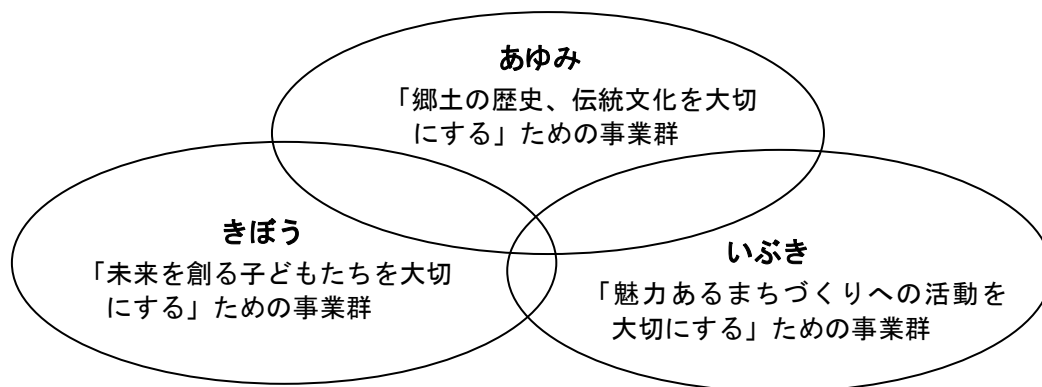 あゆみ
「郷土の歴史、伝統文化を大切
にする」ための事業群
きぼう
「未来を創る子どもたちを大切
にする」ための事業群
いぶき
「魅力あるまちづくりへの活動を
大切にする」ための事業群